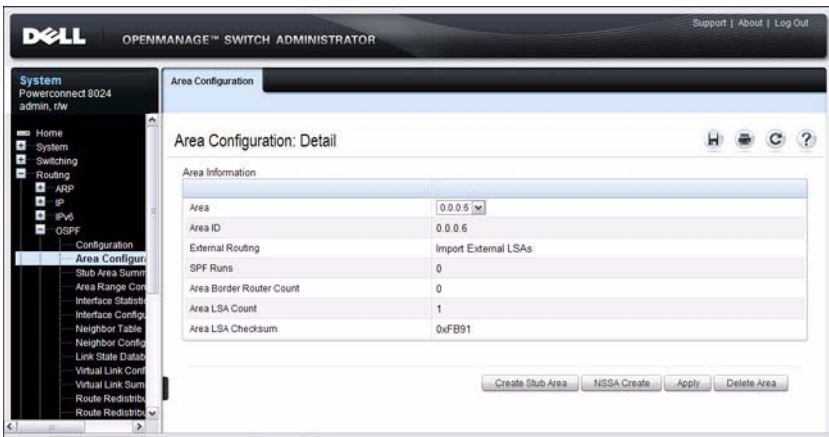 Support | About | Log Out
DELL
OPENMANAGE™ SWITCH ADMINISTRATOR
System
Powerconnect 8024
admin, r/w
Area Configuration
Home
System
Switching
Routing
ARP
IP
IPv6
OSPF
Configuration
Area Configura
Stub Area Summ
Area Range Con
Interface Statisti
Interface Configu
Neighbor Table
Neighbor Config
Link State Datab
Virtual Link Conf
Virtual Link Sum
Route Redistribu
Route Redistribu
Area Configuration: Detail
Area Information
Area 0.0.0.6
Area ID 0.0.0.6
External Routing Import External LSAs
SPF Runs 0
Area Border Router Count 0
Area LSA Count 1
Area LSA Checksum 0xFB91
Create Stub Area NSSA Create Apply Delete Area